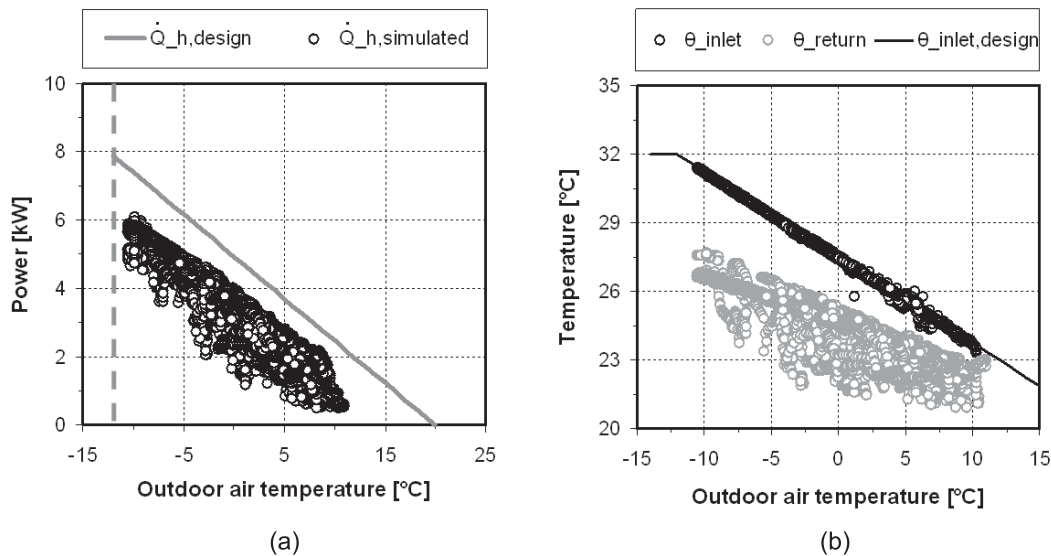 Q̇_h,design Q̇_h,simulated
10
8
6
4
2
0
-15 -5 5 15 25
Power [kW]
Outdoor air temperature [°C]
(a)
θ_inlet θ_return θ_inlet,design
35
32
29
26
23
20
-15 -10 -5 0 5 10 15
Temperature [°C]
Outdoor air temperature [°C]
(b)